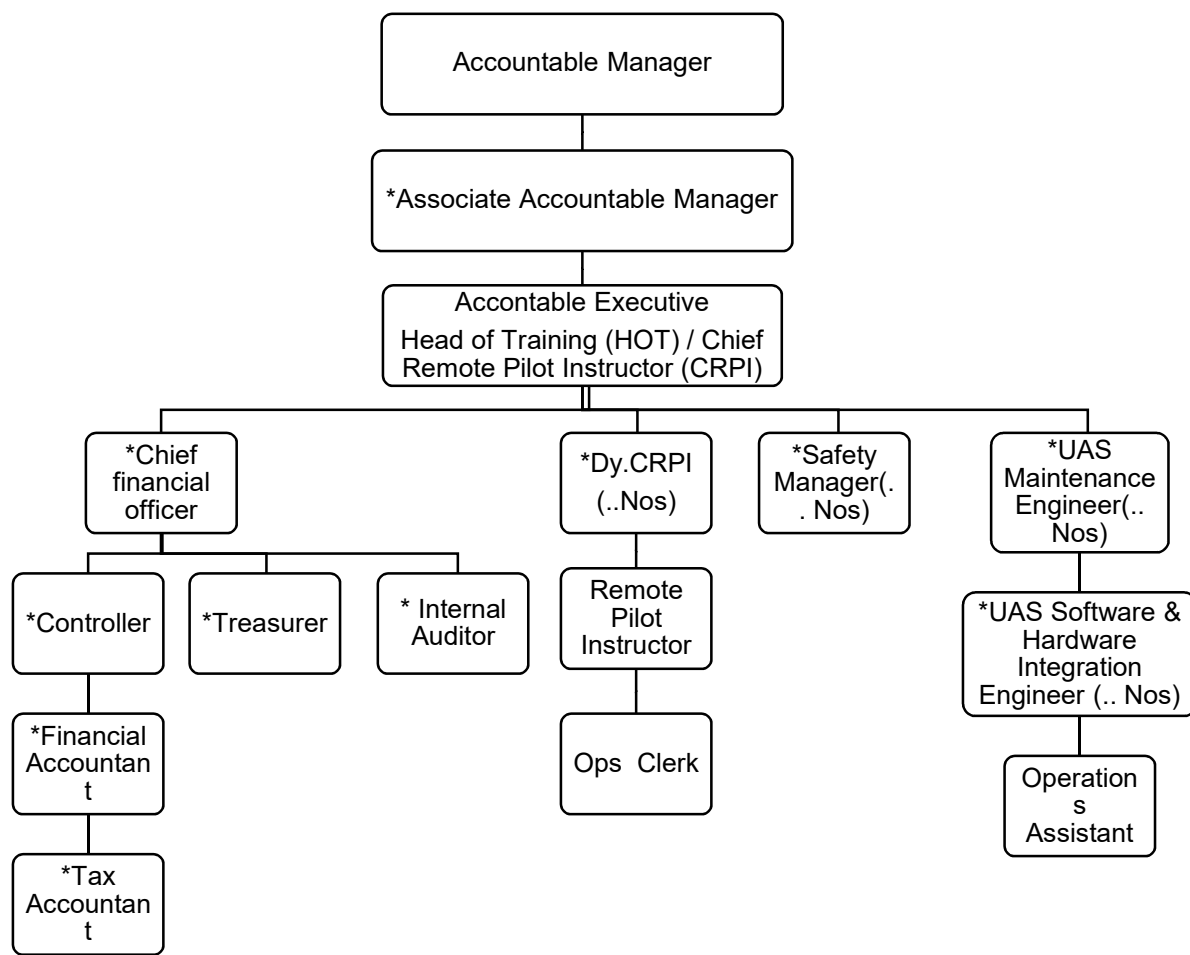 Accountable Manager
*Associate Accountable Manager
Accontable Executive
Head of Training (HOT) / Chief
Remote Pilot Instructor (CRPI)
*Chief
financial
officer
*Dy.CRPI
(..Nos)
*Safety
Manager(.
. Nos)
*UAS
Maintenance
Engineer(..
Nos)
*Controller
*Treasurer
* Internal
Auditor
Remote
Pilot
Instructor
*UAS Software &
Hardware
Integration
Engineer (.. Nos)
*Financial
Accountan
t
Ops  Clerk
Operation
s
Assistant
*Tax
Accountan
t